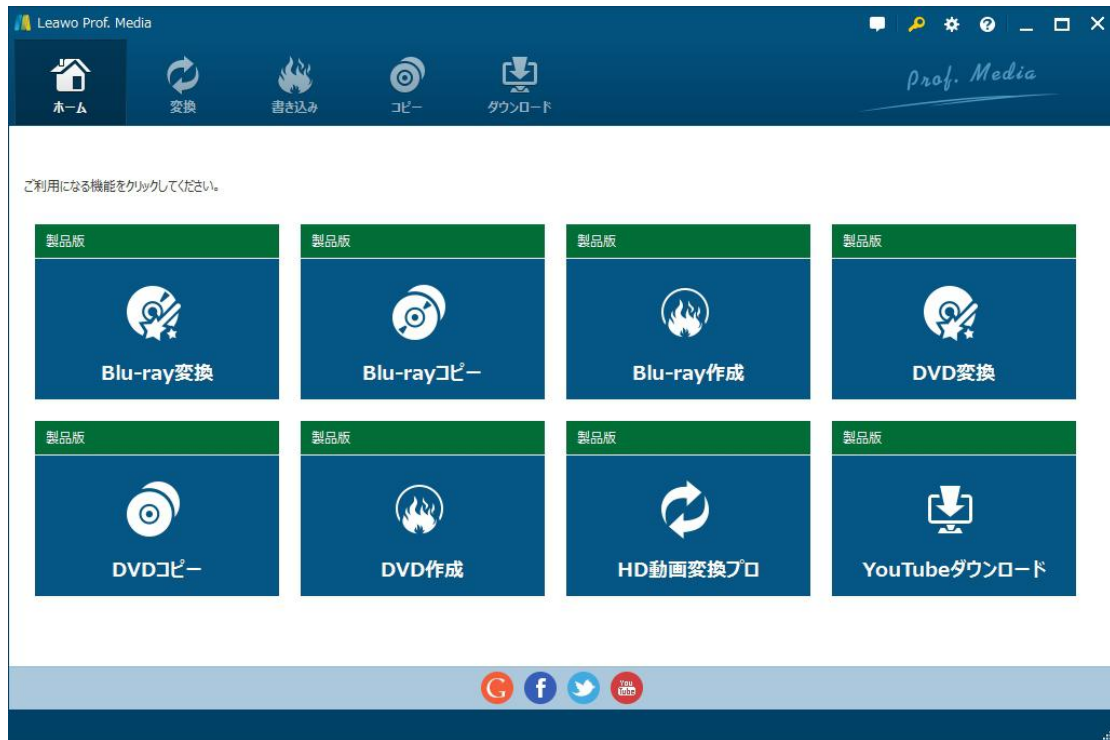 Leawo Prof. Media
ホーム
変換
書き込み
コピー
ダウンロード
Prof. Media
ご利用になる機能をクリックしてください。
製品版
Blu-ray変換
製品版
Blu-rayコピー
製品版
Blu-ray作成
製品版
DVD変換
製品版
DVDコピー
製品版
DVD作成
製品版
HD動画変換プロ
製品版
YouTubeダウンロード
G
f
You
Tube